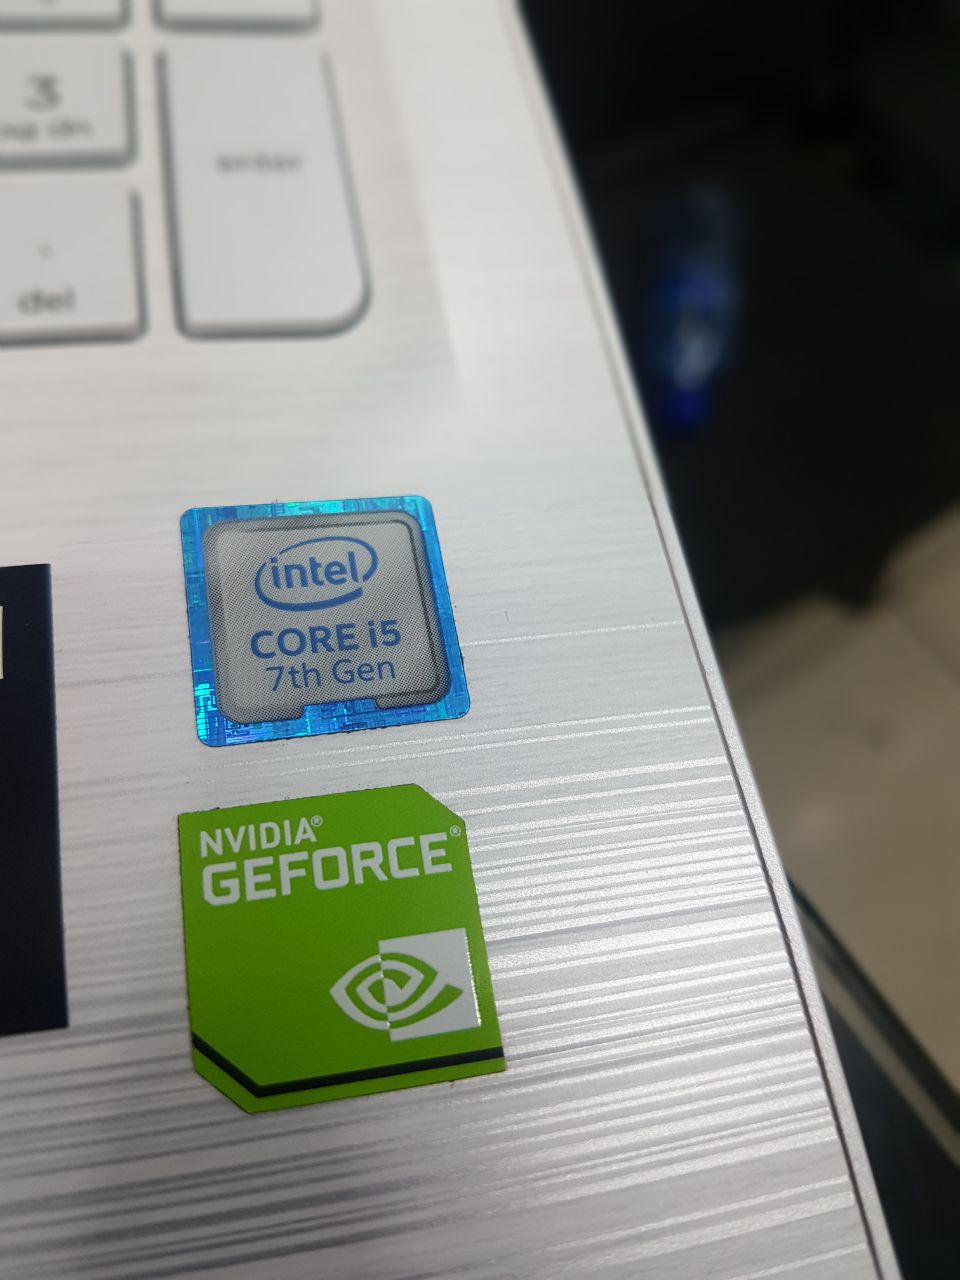 3
pg dn
enter
.
del
intel
CORE i5
7th Gen
NVIDIA®
GEFORCE®